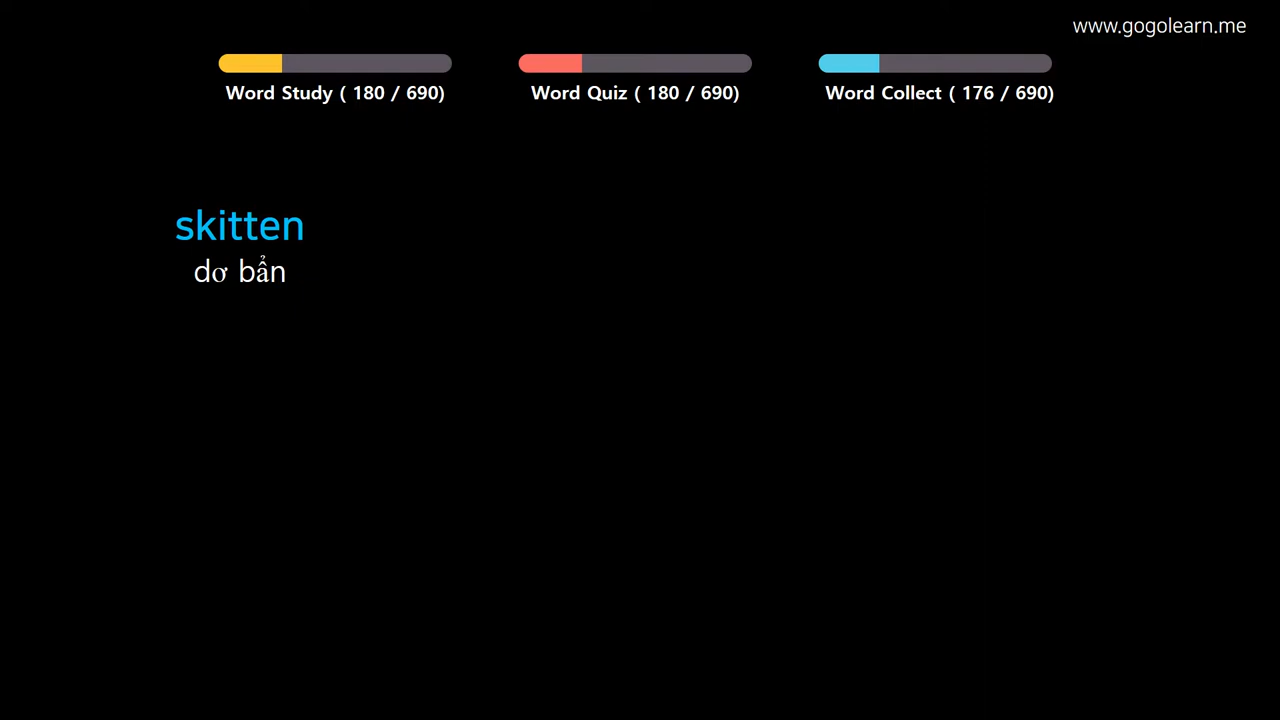 www.gogolearn.me
Word Study ( 180 / 690)
Word Quiz ( 180 / 690)
Word Collect ( 176 / 690)
skitten
dơ bẩn